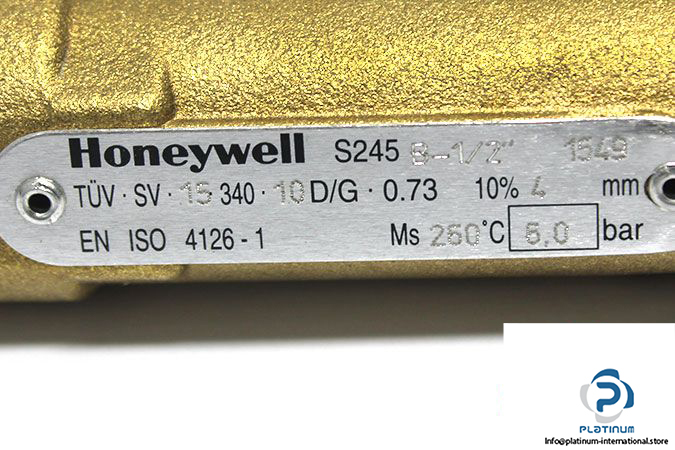 Honeywell S245 B-1/2" 1549
TÜV · SV · 15 340 · 10 D/G · 0.73 10% 4 mm
EN ISO 4126 - 1 Ms 260°C 6.0 bar
PLATINUM
Info@platinum-international.store